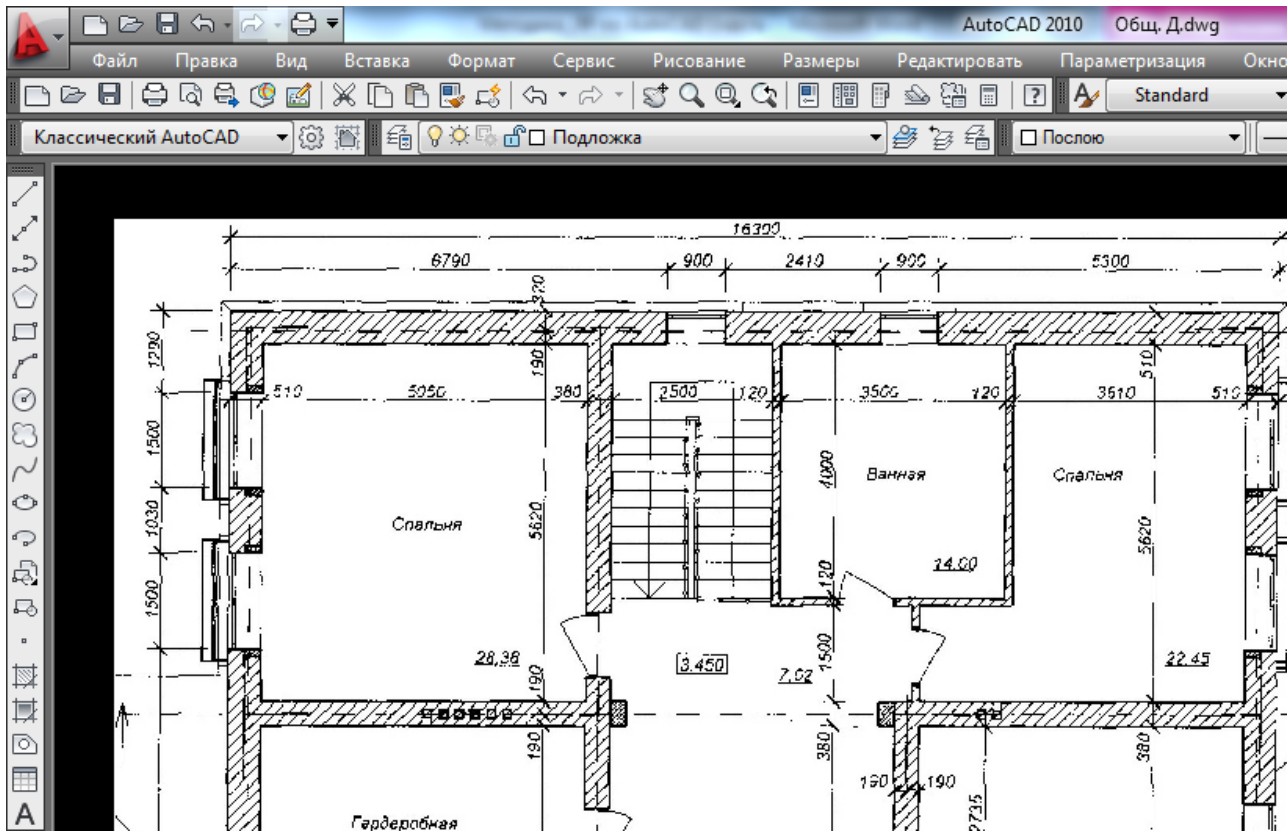 AutoCAD 2010 Общ. Д.dwg
Файл Правка Вид Вставка Формат Сервис Рисование Размеры Редактировать Параметризация Окно
Standard
Классический AutoCAD Подложка Послою
16300
6790 900 2410 900 5300
320
1290 190 510
510 5050 380 2500 120 3500 120 3610 510
1500 4000
Ванная Спальня
1030 Спальня 5620 5620
14.00
1500 120
28,38 3.450 7,02 1500 22.45
190
190 380 380
190 190
2735
Гардеробная
A